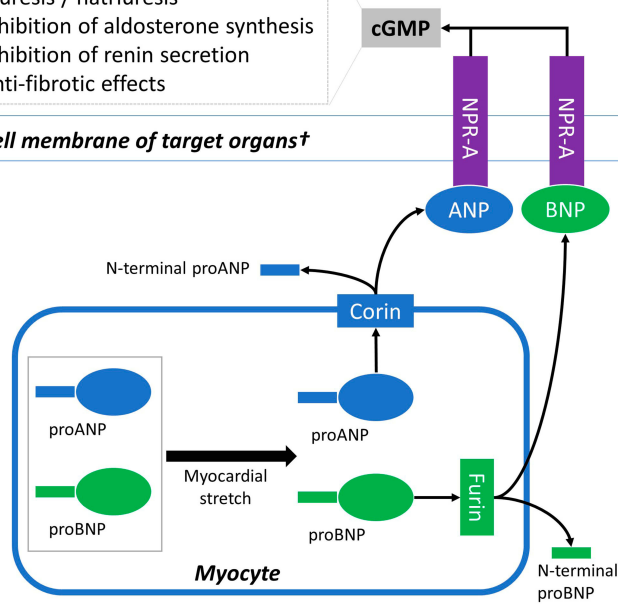 cGMP
hibition of aldosterone synthesis
hibition of renin secretion
nti-fibrotic effects
NPR-A
NPR-A
ell membrane of target organs†
ANP
BNP
N-terminal proANP
Corin
proANP
proANP
Myocardial
stretch
proBNP
proBNP
Furin
Myocyte
N-terminal
proBNP